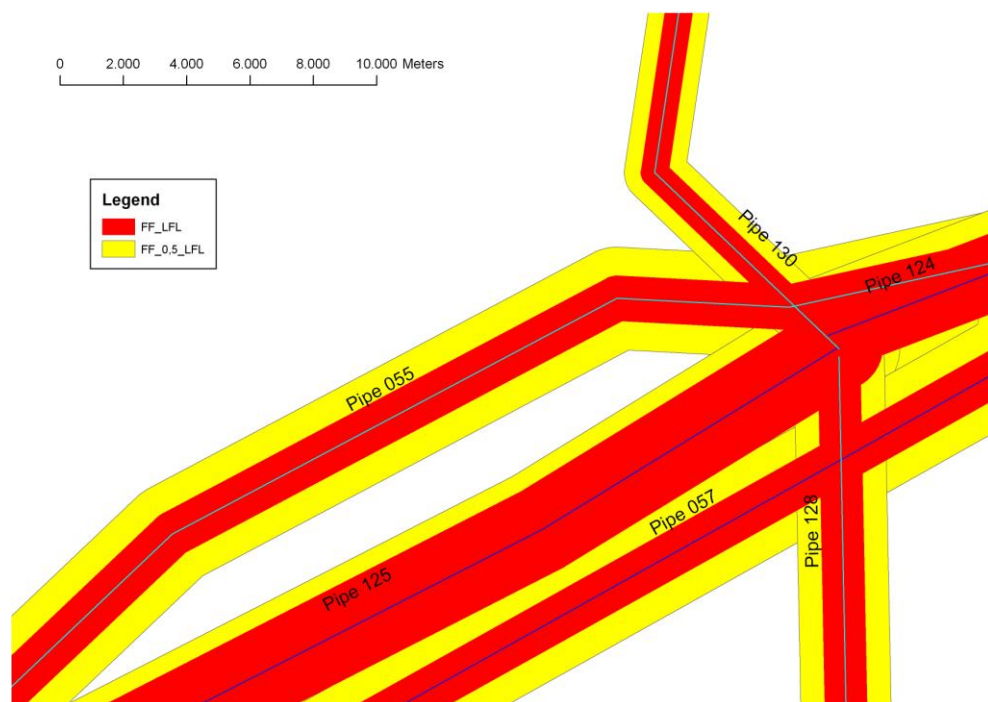 0 2.000 4.000 6.000 8.000 10.000 Meters
Legend
FF_LFL
FF_0,5_LFL
Pipe 130
Pipe 124
Pipe 055
Pipe 057
Pipe 128
Pipe 125